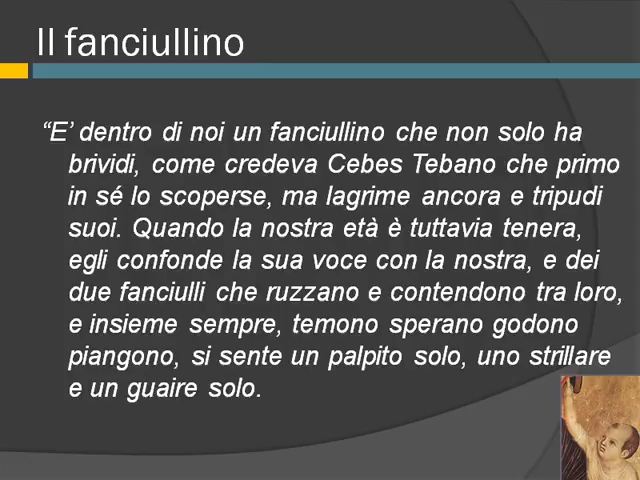 Il fanciullino
“E’ dentro di noi un fanciullino che non solo ha
brividi, come credeva Cebes Tebano che primo
in sé lo scoperse, ma lagrime ancora e tripudi
suoi. Quando la nostra età è tuttavia tenera,
egli confonde la sua voce con la nostra, e dei
due fanciulli che ruzzano e contendono tra loro,
e insieme sempre, temono sperano godono
piangono, si sente un palpito solo, uno strillare
e un guaire solo.